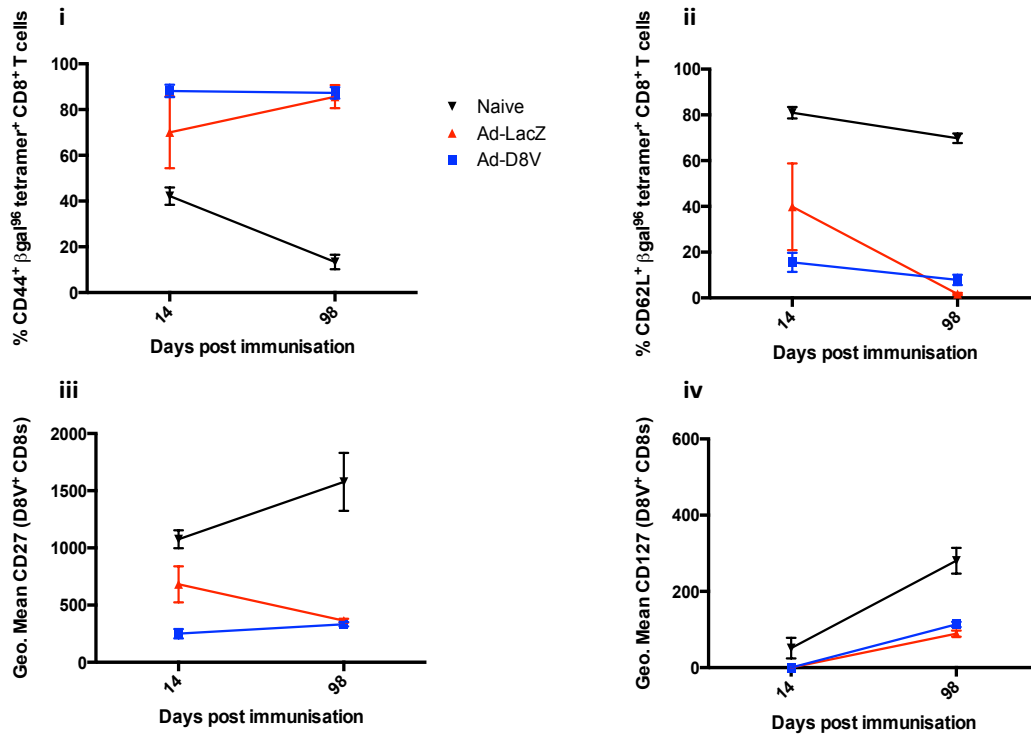 i
% CD44⁺ βgal⁹⁶ tetramer⁺ CD8⁺ T cells
100
80
60
40
20
0
14
98
Days post immunisation
Naive
Ad-LacZ
Ad-D8V
ii
% CD62L⁺ βgal⁹⁶ tetramer⁺ CD8⁺ T cells
100
80
60
40
20
0
14
98
Days post immunisation
iii
Geo. Mean CD27 (D8V⁺ CD8s)
2000
1500
1000
500
0
14
98
Days post immunisation
iv
Geo. Mean CD127 (D8V⁺ CD8s)
600
400
200
0
14
98
Days post immunisation